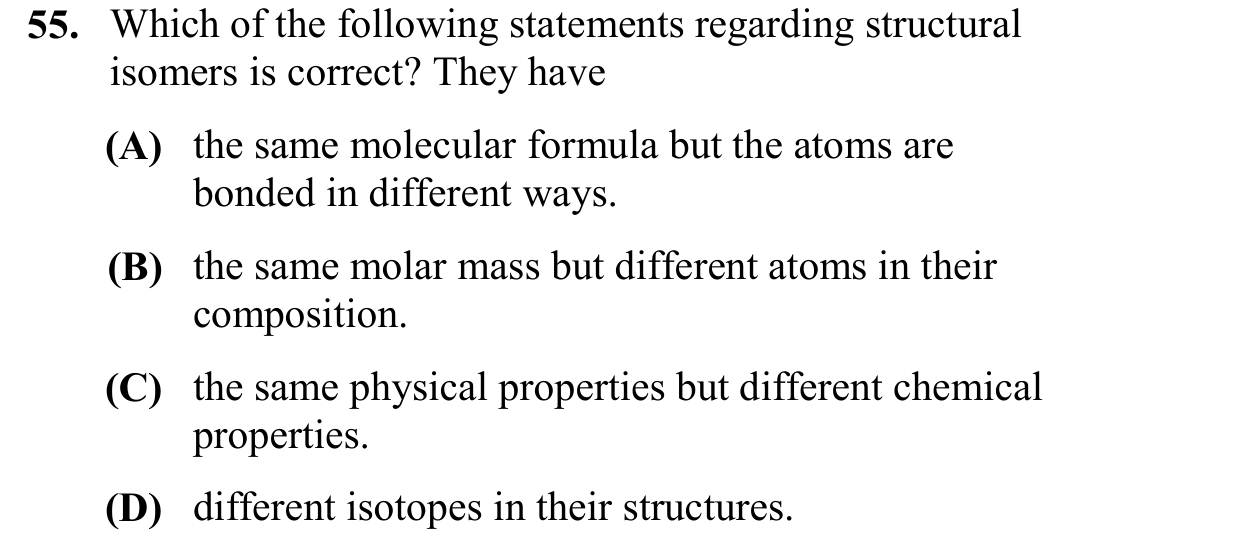 55. Which of the following statements regarding structural
isomers is correct? They have
(A) the same molecular formula but the atoms are
bonded in different ways.
(B) the same molar mass but different atoms in their
composition.
(C) the same physical properties but different chemical
properties.
(D) different isotopes in their structures.